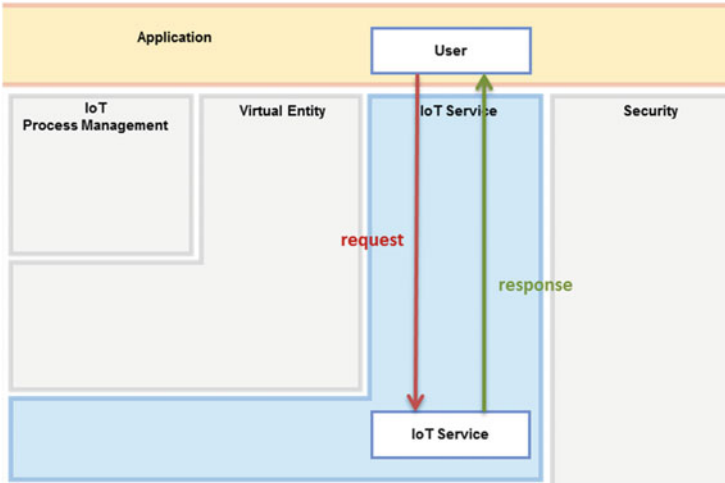 Application
User
IoT
Process Management
Virtual Entity
IoT Service
Security
request
response
IoT Service